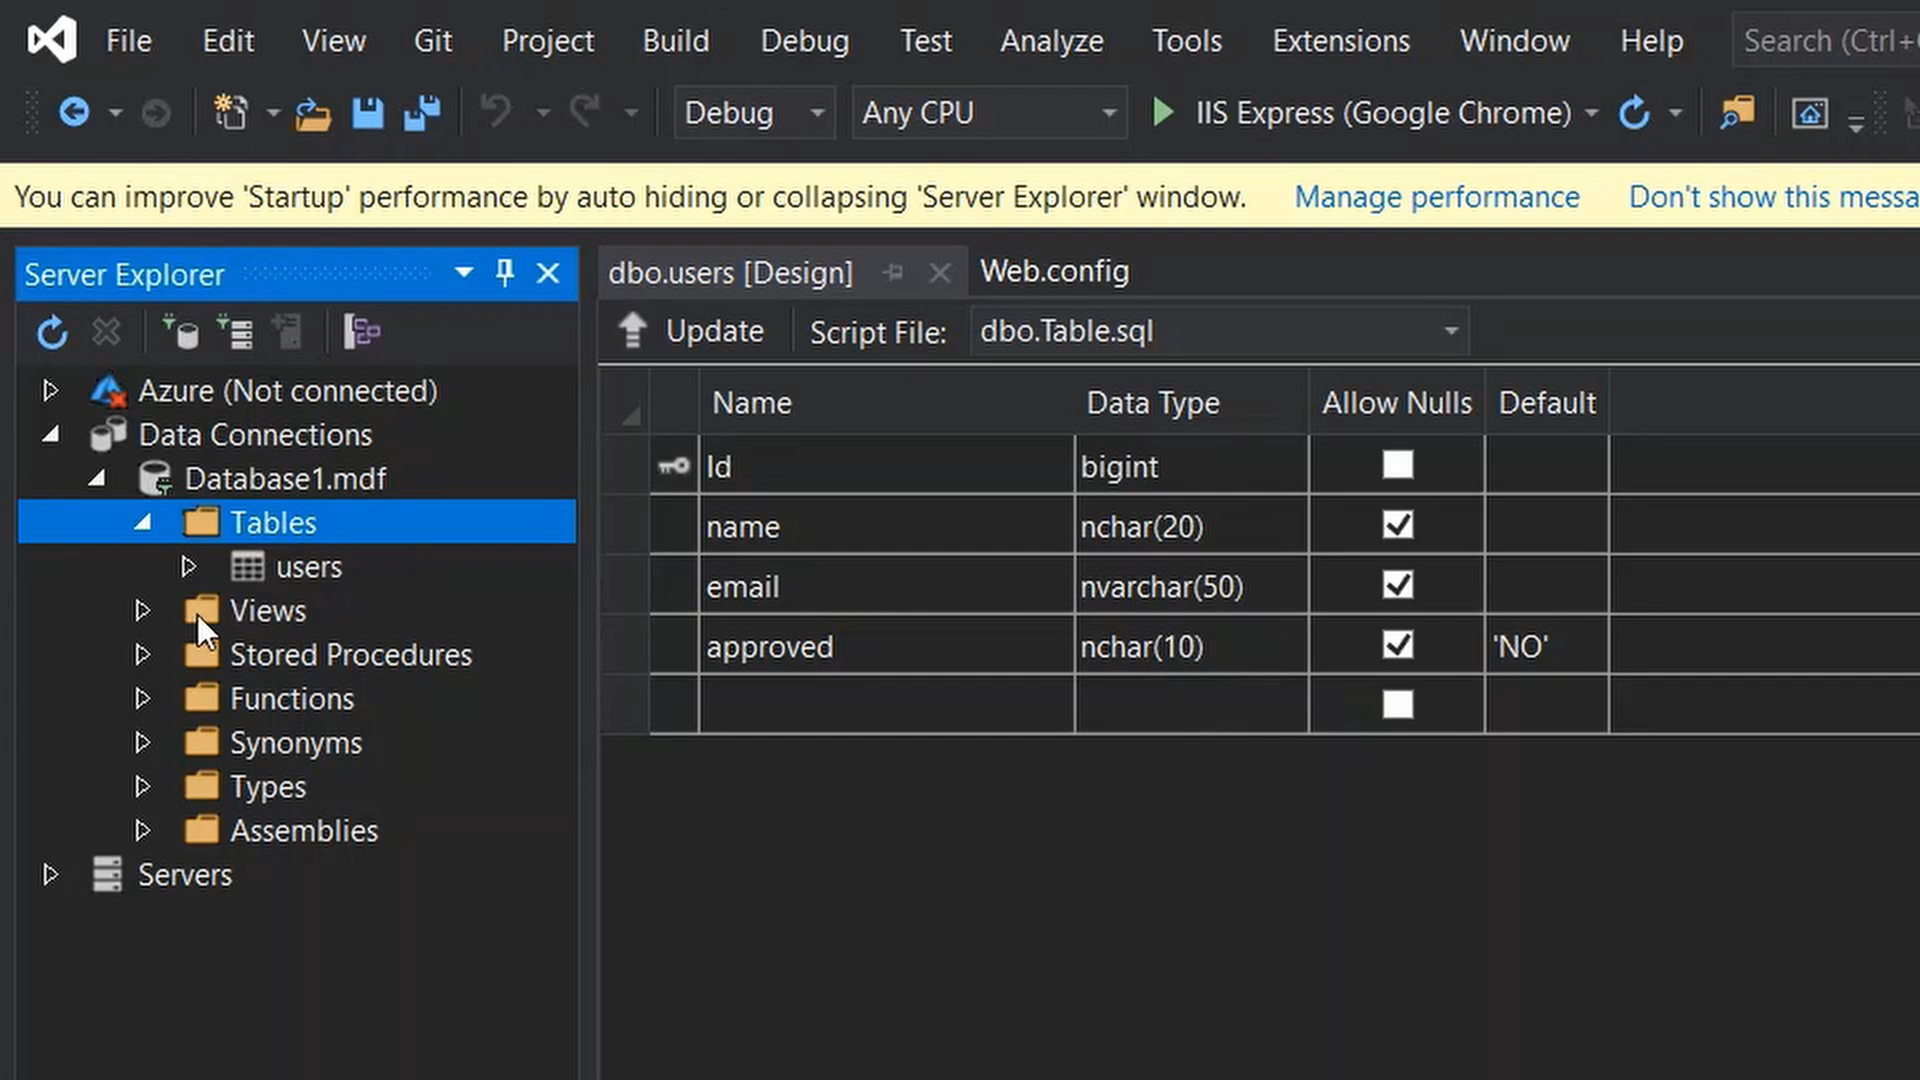 File Edit View Git Project Build Debug Test Analyze Tools Extensions Window Help Search (Ctrl+
Debug Any CPU IIS Express (Google Chrome)
You can improve 'Startup' performance by auto hiding or collapsing 'Server Explorer' window. Manage performance Don't show this messa
Server Explorer
dbo.users [Design] Web.config
Update Script File: dbo.Table.sql
Azure (Not connected)
Data Connections
Database1.mdf
Tables
users
Views
Stored Procedures
Functions
Synonyms
Types
Assemblies
Servers
Name Data Type Allow Nulls Default
Id bigint
name nchar(20)
email nvarchar(50)
approved nchar(10) 'NO'